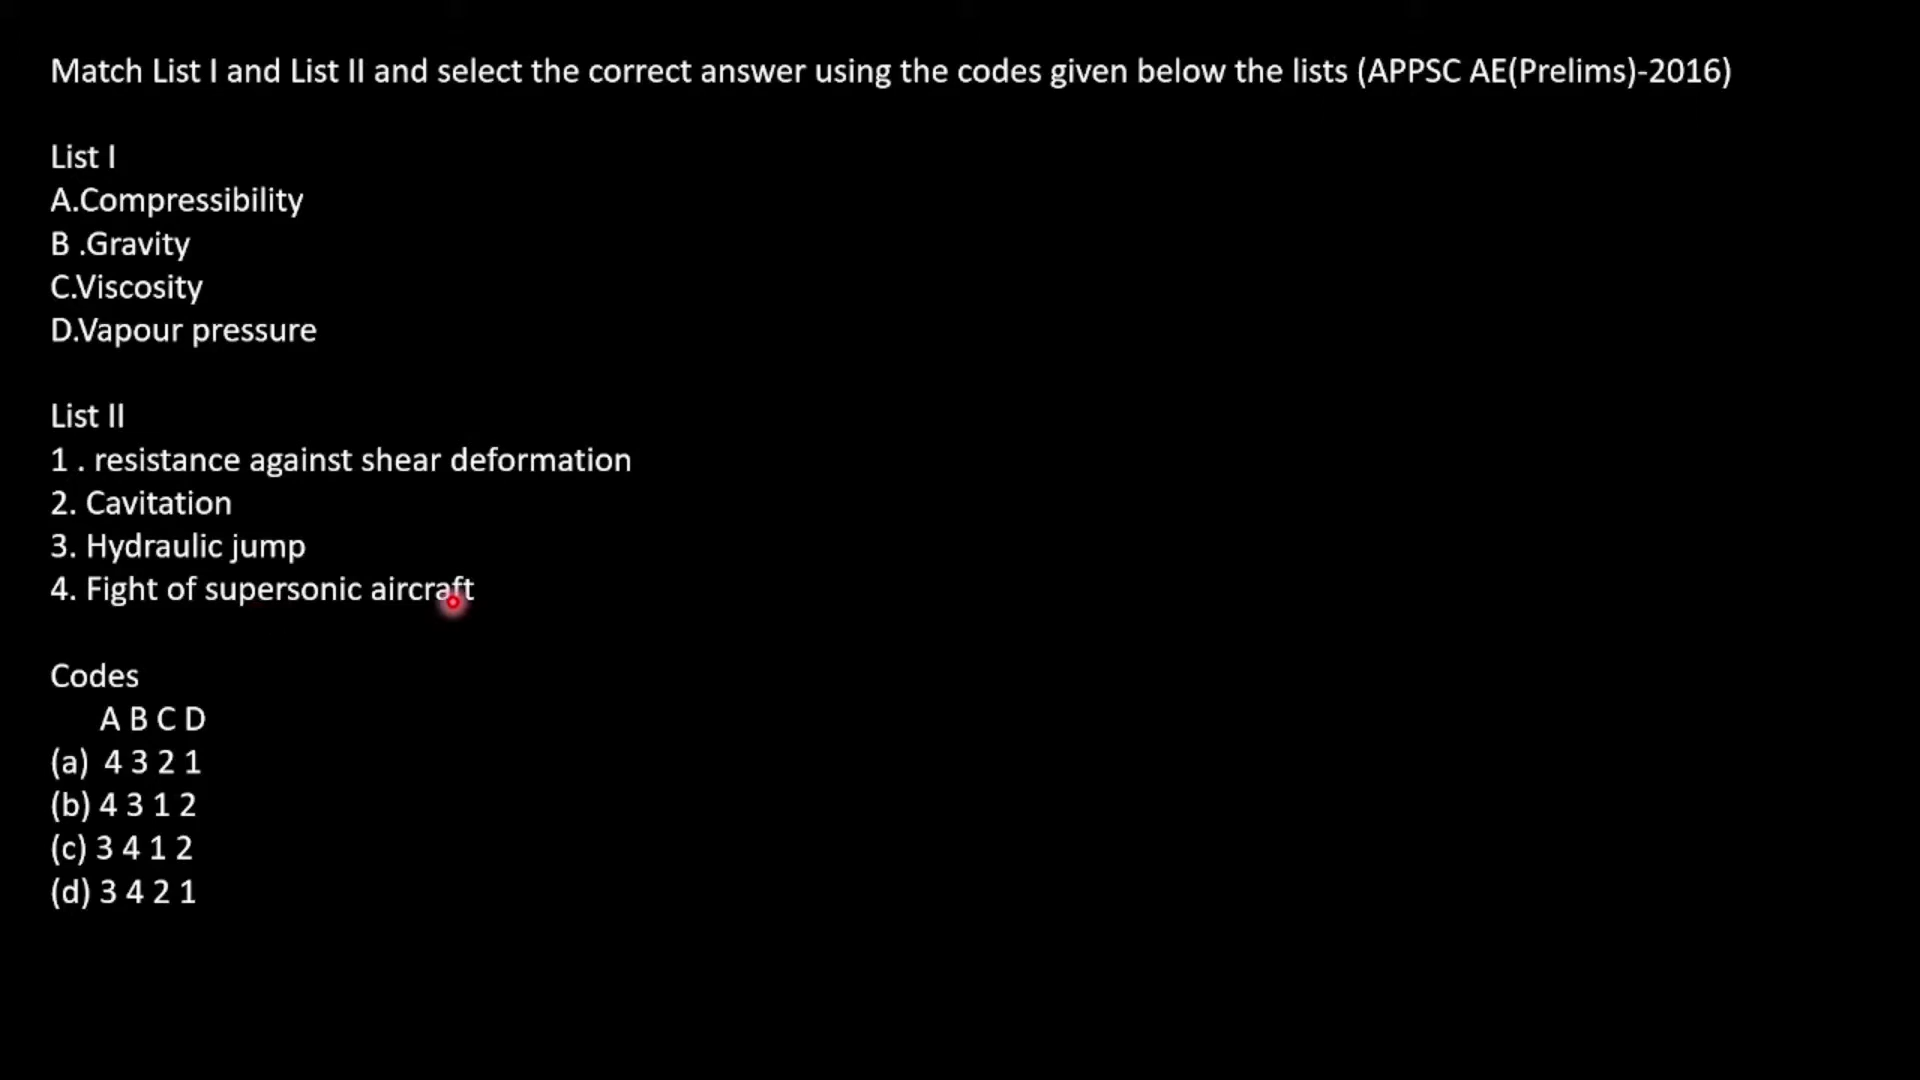 Match List I and List II and select the correct answer using the codes given below the lists (APPSC AE(Prelims)-2016)
List I
A.Compressibility
B .Gravity
C.Viscosity
D.Vapour pressure
List II
1 . resistance against shear deformation
2. Cavitation
3. Hydraulic jump
4. Fight of supersonic aircraft
Codes
A B C D
(a) 4 3 2 1
(b) 4 3 1 2
(c) 3 4 1 2
(d) 3 4 2 1